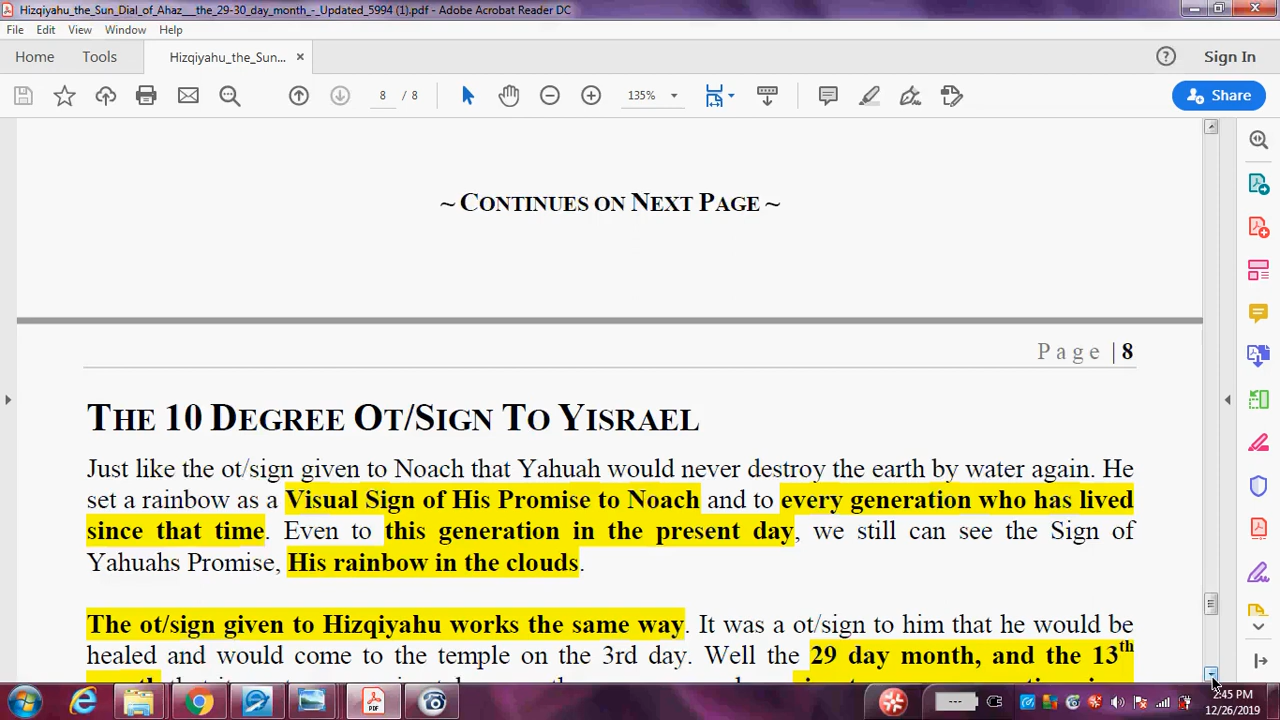 Hizqiyahu_the_Sun_Dial_of_Ahaz___the_29-30_day_month_-_Updated_5994 (1).pdf - Adobe Acrobat Reader DC
File Edit View Window Help
Home Tools Hizqiyahu_the_Sun... × Sign In
8 / 8 135% Share
~ CONTINUES ON NEXT PAGE ~
Page | 8
THE 10 DEGREE OT/SIGN TO YISRAEL
Just like the ot/sign given to Noach that Yahuah would never destroy the earth by water again. He
set a rainbow as a Visual Sign of His Promise to Noach and to every generation who has lived
since that time. Even to this generation in the present day, we still can see the Sign of
Yahuahs Promise, His rainbow in the clouds.
The ot/sign given to Hizqiyahu works the same way. It was a ot/sign to him that he would be
healed and would come to the temple on the 3rd day. Well the 29 day month, and the 13th
2:45 PM
12/26/2019